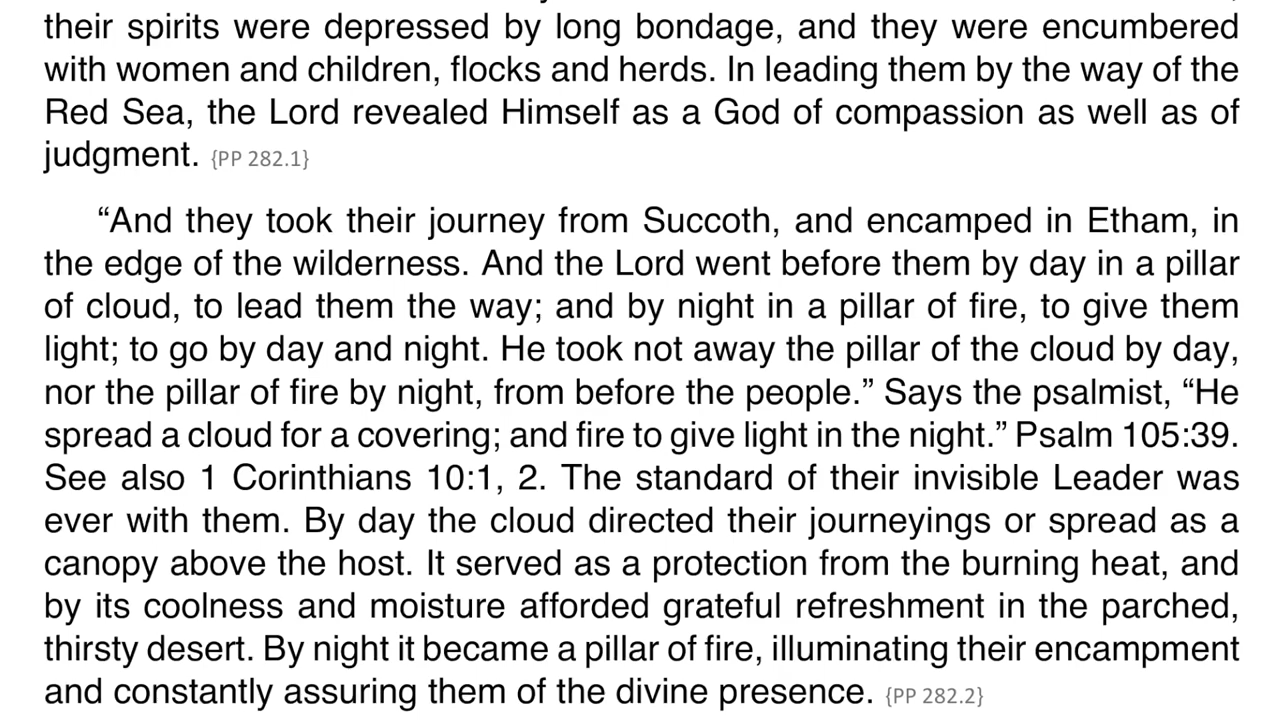 their spirits were depressed by long bondage, and they were encumbered
with women and children, flocks and herds. In leading them by the way of the
Red Sea, the Lord revealed Himself as a God of compassion as well as of
judgment. {PP 282.1}
“And they took their journey from Succoth, and encamped in Etham, in
the edge of the wilderness. And the Lord went before them by day in a pillar
of cloud, to lead them the way; and by night in a pillar of fire, to give them
light; to go by day and night. He took not away the pillar of the cloud by day,
nor the pillar of fire by night, from before the people.” Says the psalmist, “He
spread a cloud for a covering; and fire to give light in the night.” Psalm 105:39.
See also 1 Corinthians 10:1, 2. The standard of their invisible Leader was
ever with them. By day the cloud directed their journeyings or spread as a
canopy above the host. It served as a protection from the burning heat, and
by its coolness and moisture afforded grateful refreshment in the parched,
thirsty desert. By night it became a pillar of fire, illuminating their encampment
and constantly assuring them of the divine presence. {PP 282.2}